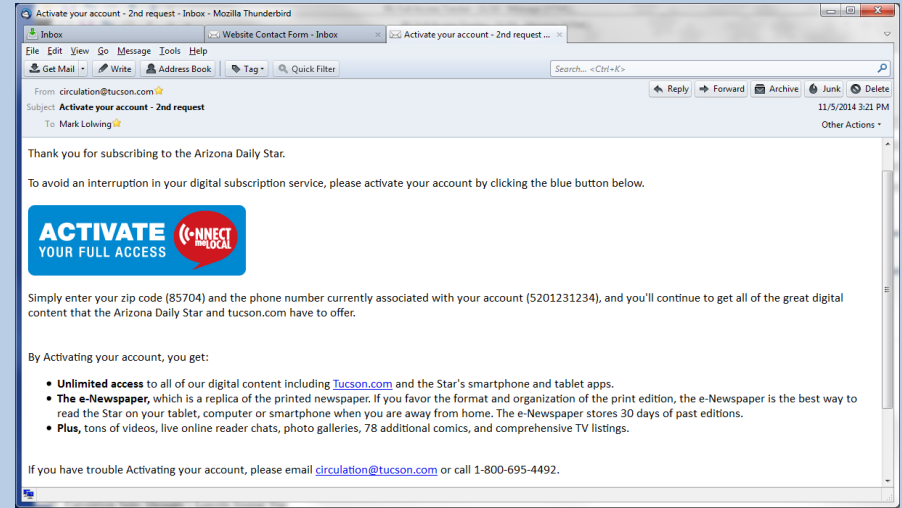 Activate your account - 2nd request - Inbox - Mozilla Thunderbird
Inbox
Website Contact Form - Inbox
Activate your account - 2nd request ...
File Edit View Go Message Tools Help
Get Mail Write Address Book Tag Quick Filter
Search... <Ctrl+K>
From circulation@tucson.com
Reply Forward Archive Junk Delete
Subject Activate your account - 2nd request
11/5/2014 3:21 PM
To Mark Lolwing
Other Actions
Thank you for subscribing to the Arizona Daily Star.
To avoid an interruption in your digital subscription service, please activate your account by clicking the blue button below.
ACTIVATE
YOUR FULL ACCESS
C((•NNECT
me LOCAL
Simply enter your zip code (85704) and the phone number currently associated with your account (5201231234), and you'll continue to get all of the great digital
content that the Arizona Daily Star and tucson.com have to offer.
By Activating your account, you get:
• Unlimited access to all of our digital content including Tucson.com and the Star's smartphone and tablet apps.
• The e-Newspaper, which is a replica of the printed newspaper. If you favor the format and organization of the print edition, the e-Newspaper is the best way to
read the Star on your tablet, computer or smartphone when you are away from home. The e-Newspaper stores 30 days of past editions.
• Plus, tons of videos, live online reader chats, photo galleries, 78 additional comics, and comprehensive TV listings.
If you have trouble Activating your account, please email circulation@tucson.com or call 1-800-695-4492.